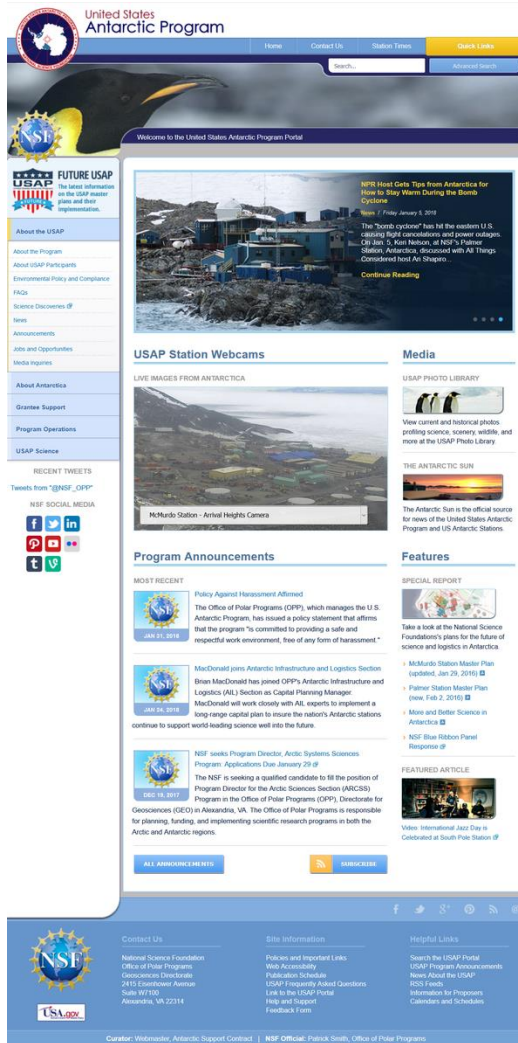 United States
Antarctic Program
Home Contact Us Station Times Quick Links
Search... Advanced Search
NSF
Welcome to the United States Antarctic Program Portal
USAP
FUTURE USAP
The latest information
on the USAP master
plans and their
implementation.
About the USAP
About the Program
About USAP Participants
Environmental Policy and Compliance
FAQs
Science Discoveries
News
Announcements
Jobs and Opportunities
Media Inquiries
About Antarctica
Grantee Support
Program Operations
USAP Science
RECENT TWEETS
Tweets from "@NSF_OPP"
NSF SOCIAL MEDIA
NPR Host Gets Tips from Antarctica for
How to Stay Warm During the Bomb
Cyclone
News / Friday January 5, 2018
The "bomb cyclone" has hit the eastern U.S.
causing flight cancelations and power outages.
On Jan. 5, Keri Nelson, at NSF's Palmer
Station, Antarctica, discussed with All Things
Considered host Ari Shapiro...
Continue Reading
USAP Station Webcams
LIVE IMAGES FROM ANTARCTICA
McMurdo Station - Arrival Heights Camera
Media
USAP PHOTO LIBRARY
View current and historical photos
profiling science, scenery, wildlife, and
more at the USAP Photo Library.
THE ANTARCTIC SUN
The Antarctic Sun is the official source
for news of the United States Antarctic
Program and US Antarctic Stations.
Program Announcements
MOST RECENT
NSF
JAN 31, 2018
Policy Against Harassment Affirmed
The Office of Polar Programs (OPP), which manages the U.S.
Antarctic Program, has issued a policy statement that affirms
that the program "is committed to providing a safe and
respectful work environment, free of any form of harassment."
NSF
JAN 24, 2018
MacDonald joins Antarctic Infrastructure and Logistics Section
Brian MacDonald has joined OPP's Antarctic Infrastructure and
Logistics (AIL) Section as Capital Planning Manager.
MacDonald will work closely with AIL experts to implement a
long-range capital plan to insure the nation's Antarctic stations
continue to support world-leading science well into the future.
NSF
DEC 18, 2017
NSF seeks Program Director, Arctic Systems Sciences
Program: Applications Due January 29
The NSF is seeking a qualified candidate to fill the position of
Program Director for the Arctic Sciences Section (ARCSS)
Program in the Office of Polar Programs (OPP), Directorate for
Geosciences (GEO) in Alexandria, VA. The Office of Polar Programs is responsible
for planning, funding, and implementing scientific research programs in both the
Arctic and Antarctic regions.
ALL ANNOUNCEMENTS SUBSCRIBE
Features
SPECIAL REPORT
Take a look at the National Science
Foundations's plans for the future of
science and logistics in Antarctica.
McMurdo Station Master Plan
(updated, Jan 29, 2016)
Palmer Station Master Plan
(new, Feb 2, 2016)
More and Better Science in
Antarctica
NSF Blue Ribbon Panel
Response
FEATURED ARTICLE
Video: International Jazz Day is
Celebrated at South Pole Station
NSF
USA.gov
Contact Us
National Science Foundation
Office of Polar Programs
Geosciences Directorate
2415 Eisenhower Avenue
Suite W7100
Alexandria, VA 22314
Site Information
Policies and Important Links
Web Accessibility
Publication Schedule
USAP Frequently Asked Questions
Link to the USAP Portal
Help and Support
Feedback Form
Helpful Links
Search the USAP Portal
USAP Program Announcements
News About the USAP
RSS Feeds
Information for Proposers
Calendars and Schedules
Curator: Webmaster, Antarctic Support Contract | NSF Official: Patrick Smith, Office of Polar Programs